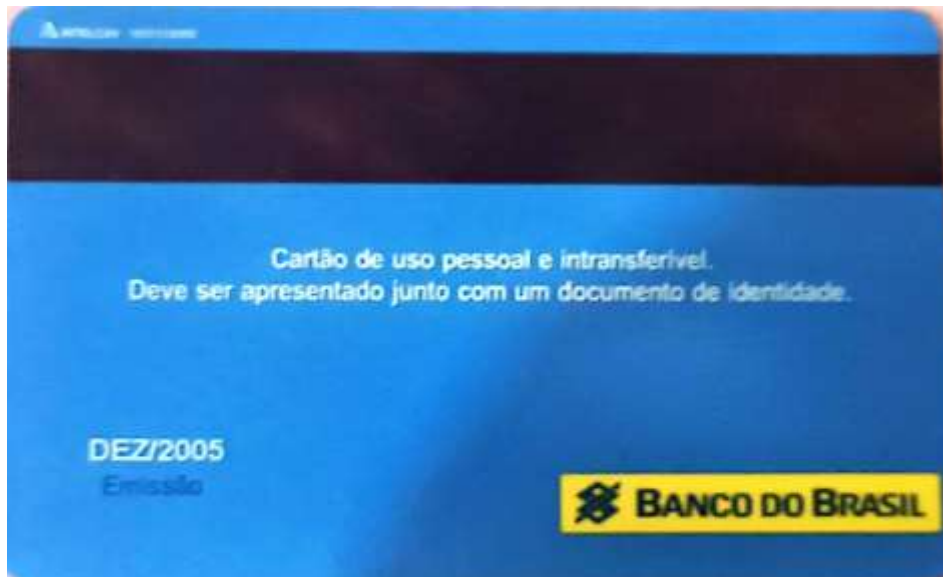 Cartão de uso pessoal e intransferível.
Deve ser apresentado junto com um documento de identidade.
DEZ/2005
Emissão
BANCO DO BRASIL